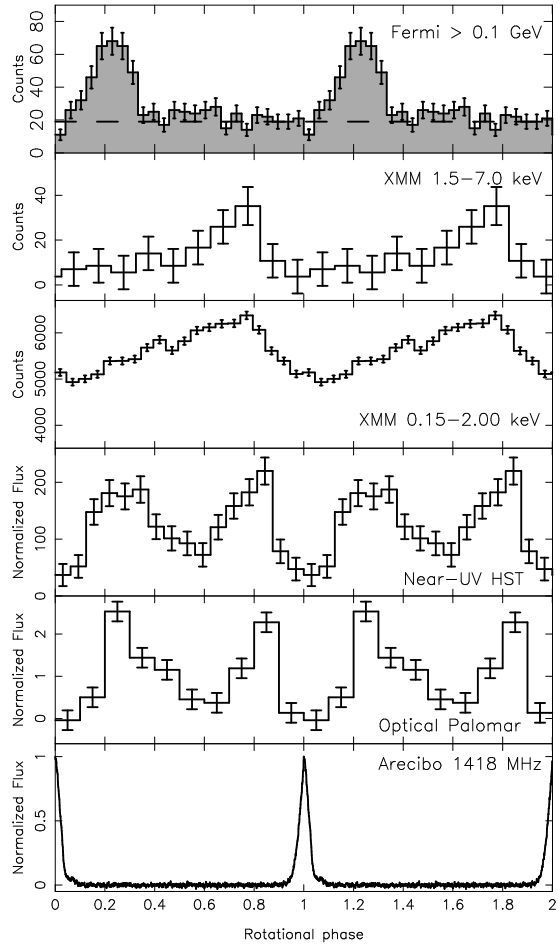 Fermi > 0.1 GeV
Counts
80
60
40
20
0
XMM 1.5−7.0 keV
Counts
40
20
0
XMM 0.15−2.00 keV
Counts
6000
5000
4000
Near−UV HST
Normalized Flux
200
100
0
Optical Palomar
Normalized Flux
2
1
0
Arecibo 1418 MHz
Normalized Flux
1
0.5
0
0 0.2 0.4 0.6 0.8 1.0 1.2 1.4 1.6 1.8 2
Rotational phase